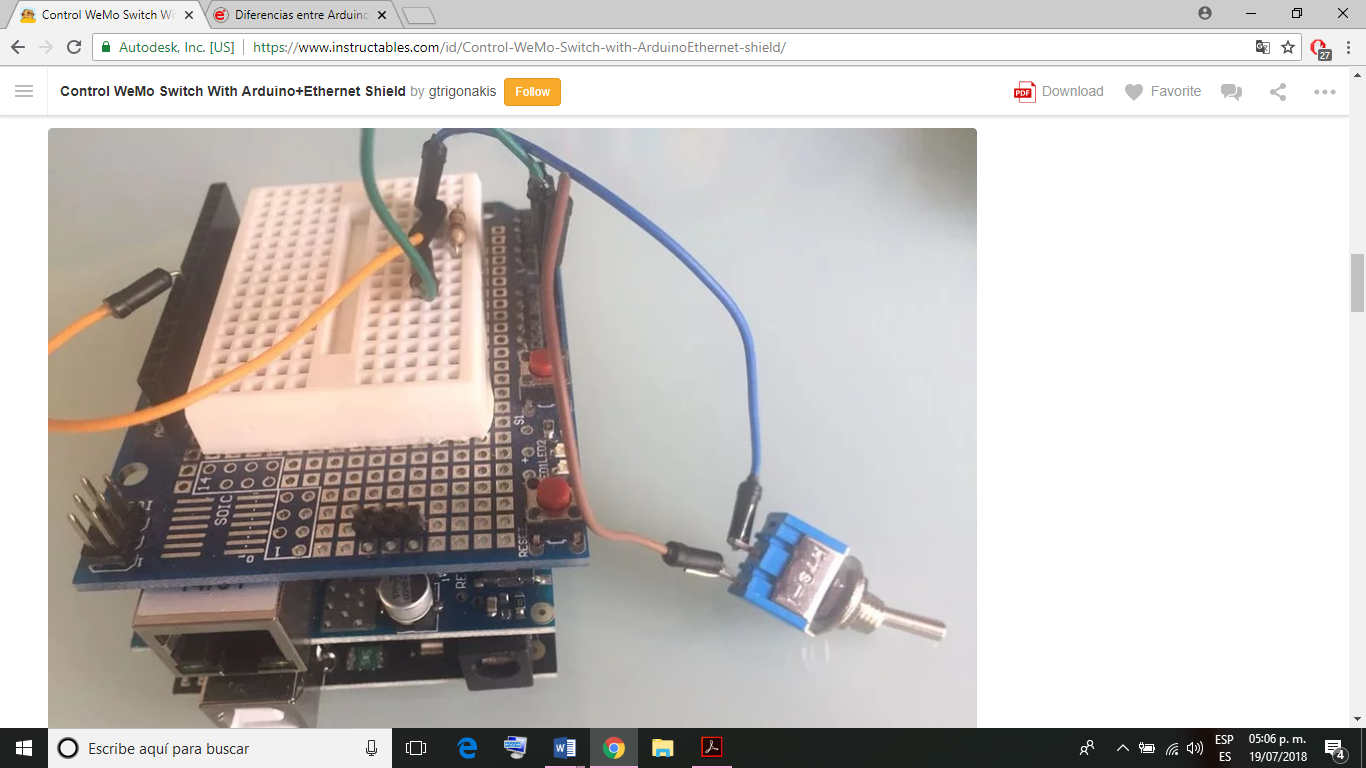 Control WeMo Switch Wi
Diferencias entre Arduino
Autodesk, Inc. [US]
https://www.instructables.com/id/Control-WeMo-Switch-with-ArduinoEthernet-shield/
27
Control WeMo Switch With Arduino+Ethernet Shield by gtrigonakis
Follow
PDF
Download
Favorite
S1
LED2
14
SOIC
RESET
Escribe aquí para buscar
ESP
ES
05:06 p. m.
19/07/2018
4